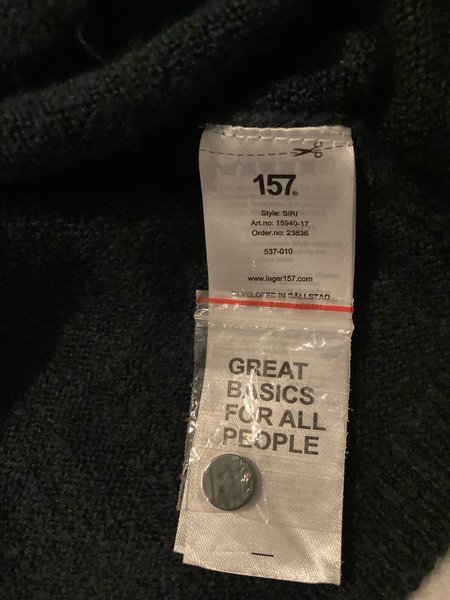 157®
Style: SIRI
Art.no: 15940-17
Order.no: 23836
537-010
www.lager157.com
DEVELOPED IN GÄLLSTAD
GREAT
BASICS
FOR ALL
PEOPLE